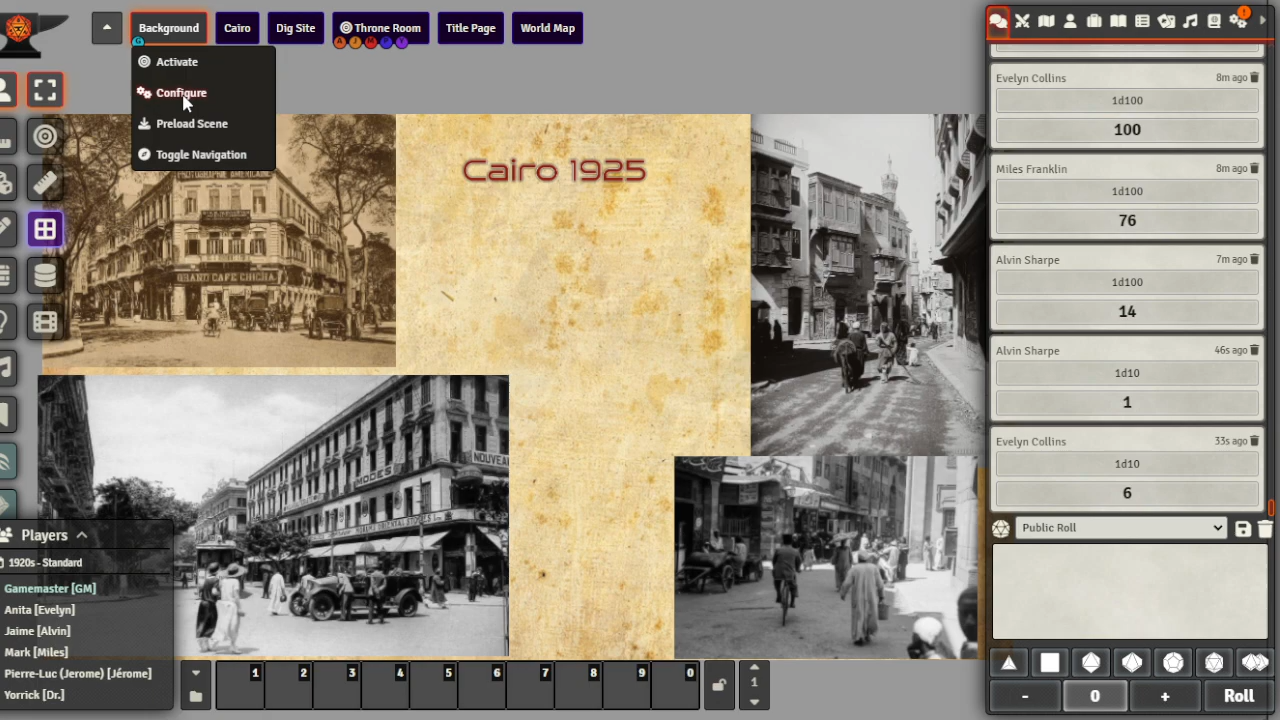 Background
Cairo
Dig Site
Throne Room
Title Page
World Map
G
A J M P Y
Activate
Configure
Preload Scene
Toggle Navigation
Cairo 1925
GRAND CAFE CHICHA
MODES
NOUVEAU
Evelyn Collins
8m ago
1d100
100
Miles Franklin
8m ago
1d100
76
Alvin Sharpe
7m ago
1d100
14
Alvin Sharpe
46s ago
1d10
1
Evelyn Collins
33s ago
1d10
6
Public Roll
Players
1920s - Standard
Gamemaster [GM]
Anita [Evelyn]
Jaime [Alvin]
Mark [Miles]
Pierre-Luc (Jerome) [Jérome]
Yorrick [Dr.]
1 2 3 4 5 6 7 8 9 0
1
- 0 + Roll